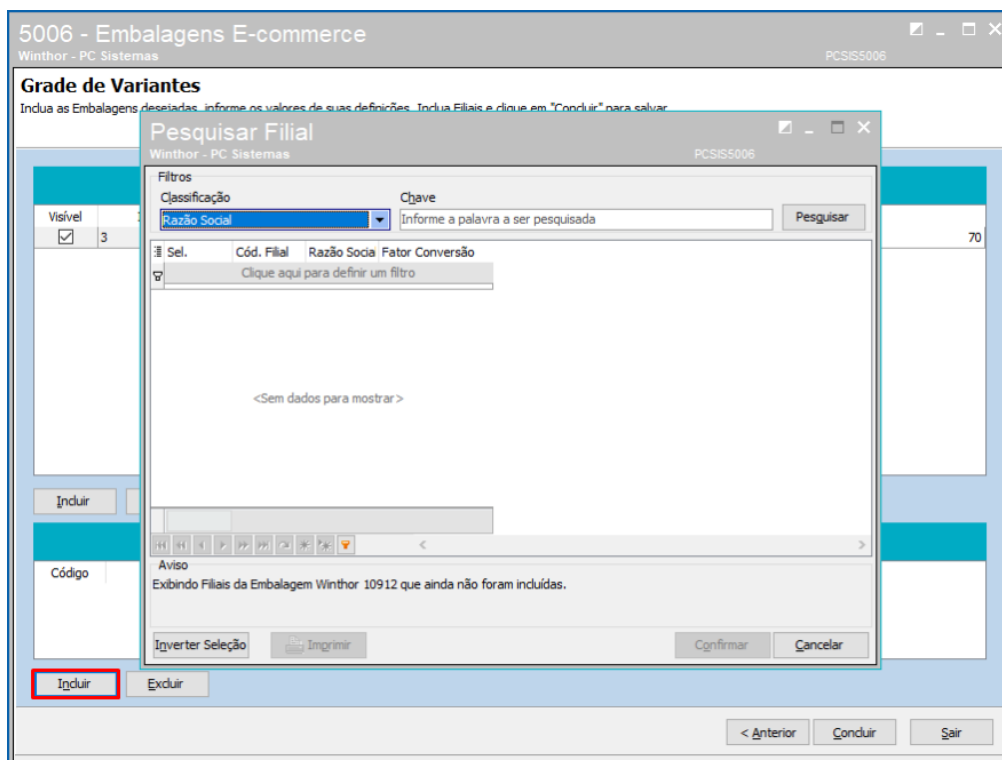 5006 - Embalagens E-commerce
Winthor - PC Sistemas
PCSIS5006
Grade de Variantes
Inclua as Embalagens desejadas, informe os valores de suas definições. Inclua Filiais e clique em "Concluir" para salvar.
Pesquisar Filial
Winthor - PC Sistemas
PCSIS5006
Filtros
Classificação
Chave
Razão Social
Informe a palavra a ser pesquisada
Pesquisar
Visível
3
70
Sel. Cód. Filial Razão Socia Fator Conversão
Clique aqui para definir um filtro
<Sem dados para mostrar>
Incluir
Código
Aviso
Exibindo Filiais da Embalagem Winthor 10912 que ainda não foram incluídas.
Inverter Seleção Imprimir Confirmar Cancelar
Incluir Excluir
< Anterior Concluir Sair